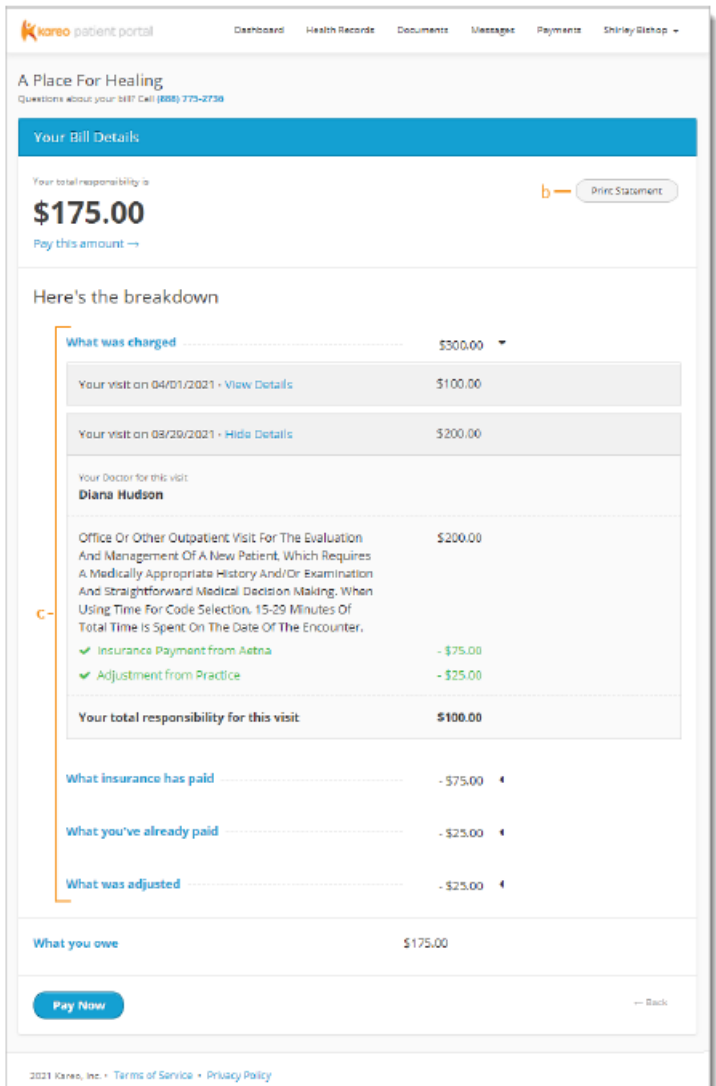 kareo patient portal Dashboard Health Records Documents Messages Payments Shirley Bishop
A Place For Healing
Questions about your bill? Call (888) 775-2736
Your Bill Details
Your total responsibility is
b Print Statement
$175.00
Pay this amount →
Here's the breakdown
What was charged $300.00
Your visit on 04/01/2021 - View Details $100.00
Your visit on 03/29/2021 - Hide Details $200.00
Your Doctor for this visit
Diana Hudson
Office Or Other Outpatient Visit For The Evaluation $200.00
And Management Of A New Patient, Which Requires
A Medically Appropriate History And/Or Examination
And Straightforward Medical Decision Making. When
c Using Time For Code Selection, 15-29 Minutes Of
Total Time Is Spent On The Date Of The Encounter.
✔ Insurance Payment from Aetna - $75.00
✔ Adjustment from Practice - $25.00
Your total responsibility for this visit $100.00
What insurance has paid - $75.00
What you've already paid - $25.00
What was adjusted - $25.00
What you owe $175.00
Pay Now ← Back
2021 Kareo, Inc. • Terms of Service • Privacy Policy